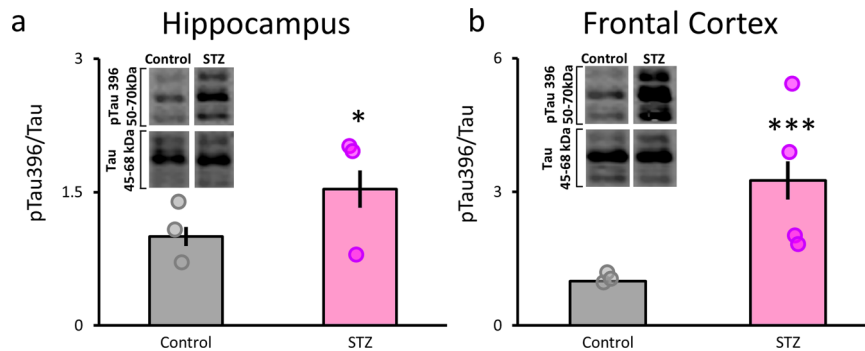 a
Hippocampus
pTau396/Tau
3
1.5
0
Control STZ
pTau 396
50-70kDa
Tau
45-68 kDa
*
Control
STZ
b
Frontal Cortex
pTau396/Tau
6
3
0
Control STZ
pTau 396
50-70kDa
Tau
45-68 kDa
***
Control
STZ